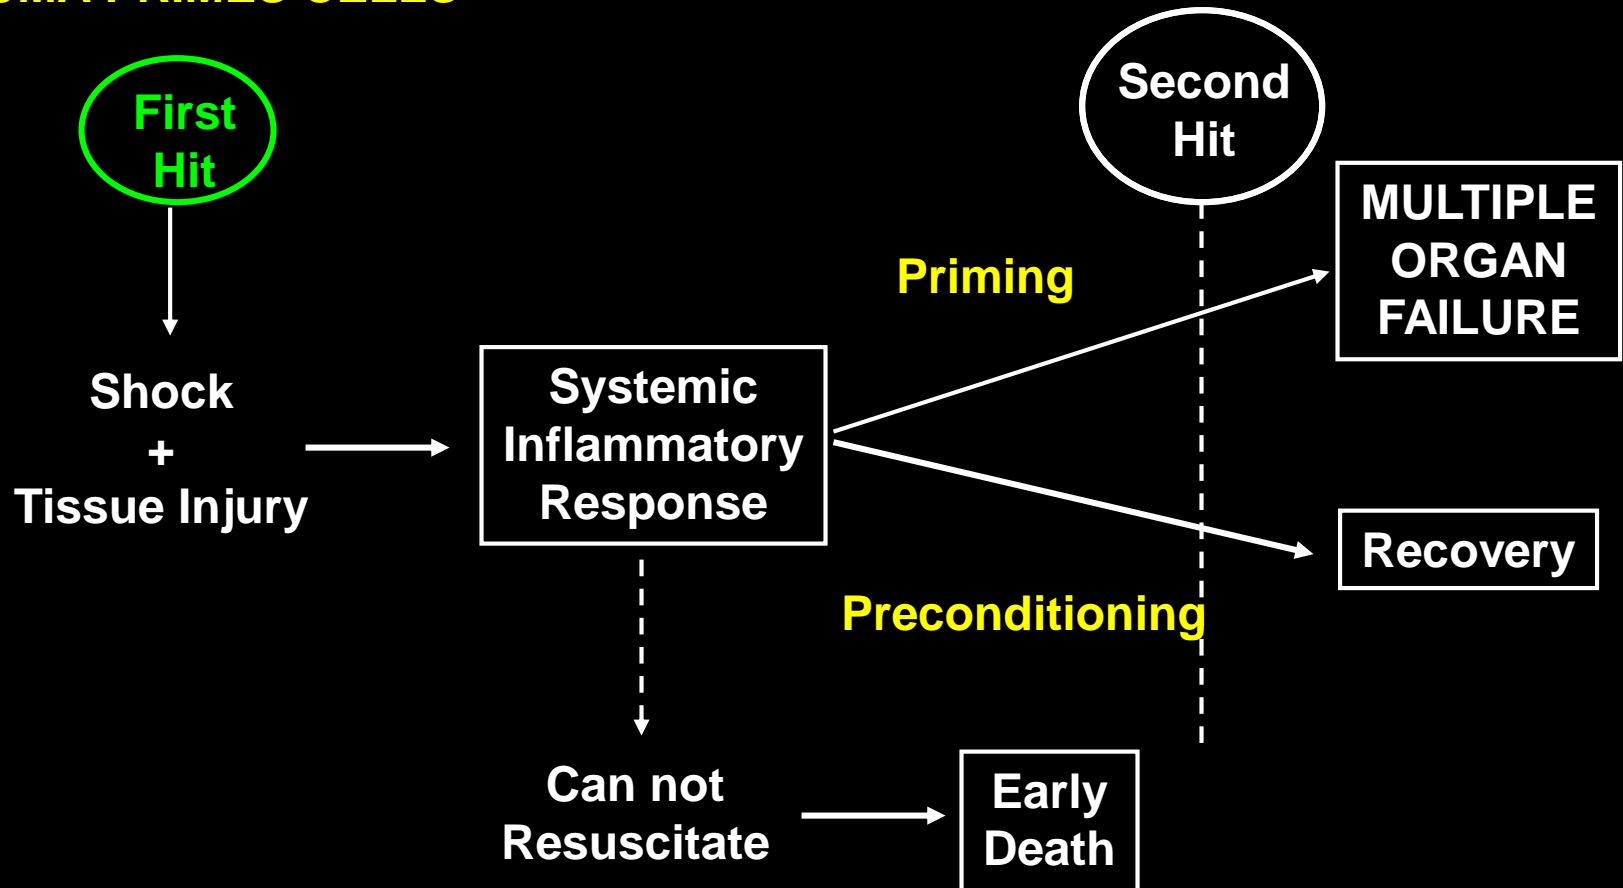 First
Hit
Second
Hit
MULTIPLE
ORGAN
FAILURE
Priming
Shock
+
Tissue Injury
Systemic
Inflammatory
Response
Recovery
Preconditioning
Can not
Resuscitate
Early
Death